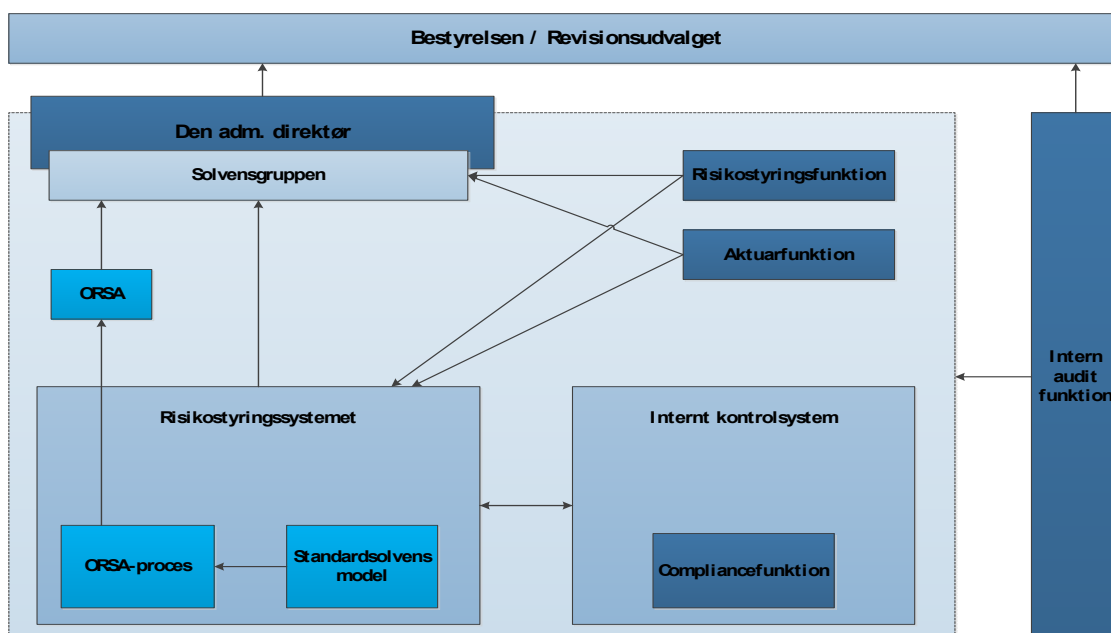 Bestyrelsen / Revisionsudvalget
Den adm. direktør
Solvensgruppen
Risikostyringsfunktion
Aktuarfunktion
ORSA
Intern
audit
funktion
Risikostyringssystemet
Internt kontrolsystem
ORSA-proces
Standardsolvens
model
Compliancefunktion